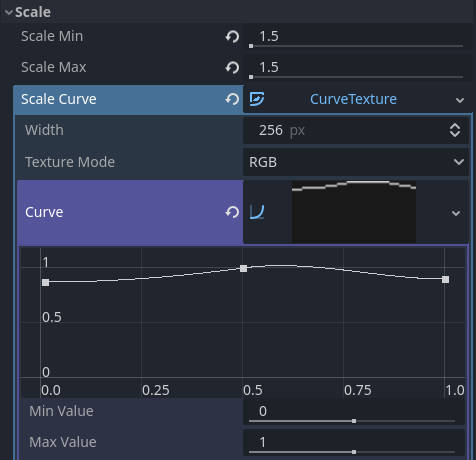 Scale
Scale Min 1.5
Scale Max 1.5
Scale Curve CurveTexture
Width 256 px
Texture Mode RGB
Curve
1
0.5
0
0.0 0.25 0.5 0.75 1.0
Min Value 0
Max Value 1